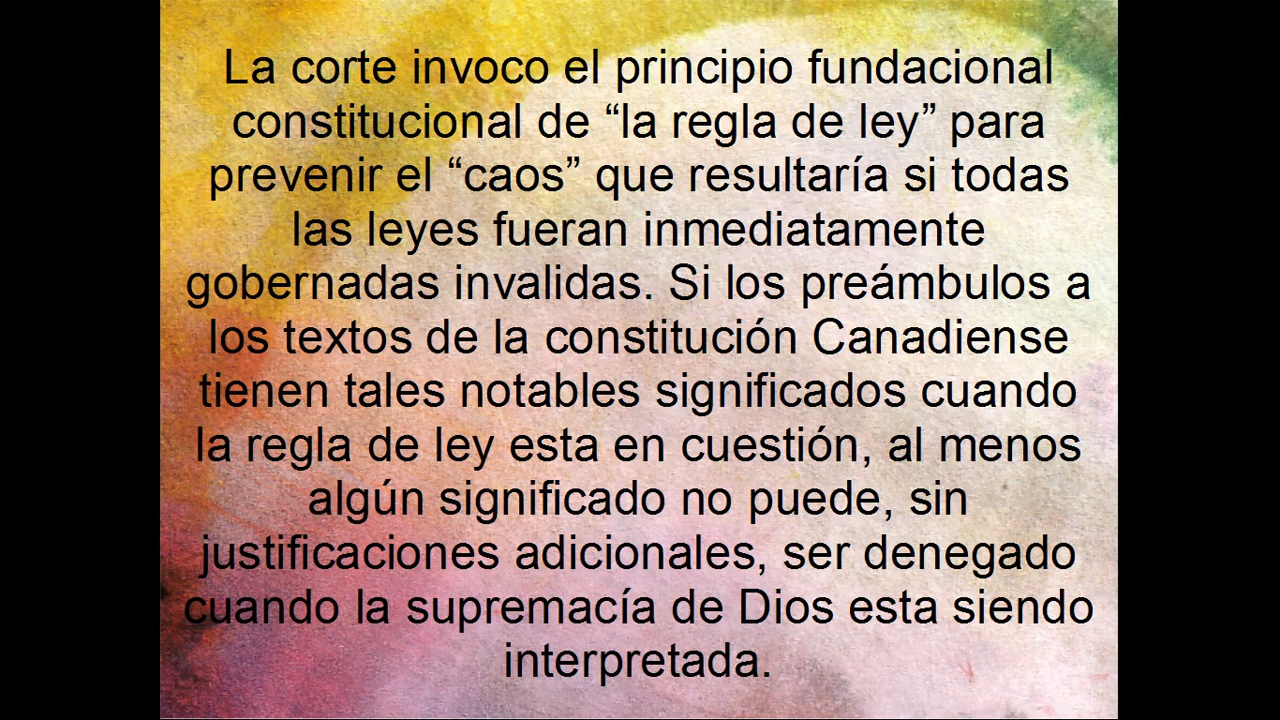 La corte invoco el principio fundacional
constitucional de “la regla de ley” para
prevenir el “caos” que resultaría si todas
las leyes fueran inmediatamente
gobernadas invalidas. Si los preámbulos a
los textos de la constitución Canadiense
tienen tales notables significados cuando
la regla de ley esta en cuestión, al menos
algún significado no puede, sin
justificaciones adicionales, ser denegado
cuando la supremacía de Dios esta siendo
interpretada.